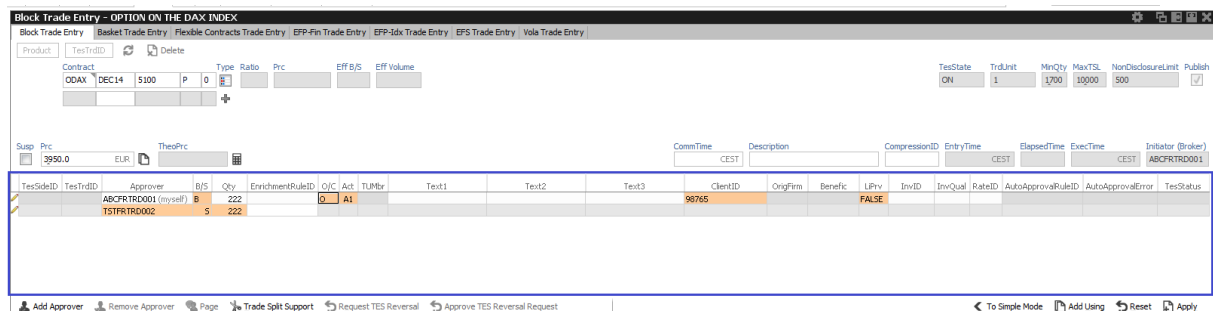 Block Trade Entry - OPTION ON THE DAX INDEX
Block Trade Entry Basket Trade Entry Flexible Contracts Trade Entry EFP-Fin Trade Entry EFP-Idx Trade Entry EFS Trade Entry Vola Trade Entry
Product TesTrdID Delete
Contract Type Ratio Prc Eff B/S Eff Volume TesState TrdUnit MinQty MaxTSL NonDisclosureLimit Publish
ODAX DEC14 5100 P 0 ON 1 1,700 10,000 500
Susp Prc TheoPrc CommTime Description CompressionID EntryTime ElapsedTime ExecTime Initiator (Broker)
3950.0 EUR CEST CEST CEST ABCFRTRD001
TesSideID TesTrdID Approver B/S Qty EnrichmentRuleID O/C Act TUMbr Text1 Text2 Text3 ClientID OrigFirm Benefic LiPrv InvID InvQual RateID AutoApprovalRuleID AutoApprovalError TesStatus
ABCFRTRD001 (myself) B 222 O A1 98765 FALSE
TSTFRTRD002 S 222
Add Approver Remove Approver Page Trade Split Support Request TES Reversal Approve TES Reversal Request To Simple Mode Add Using Reset Apply